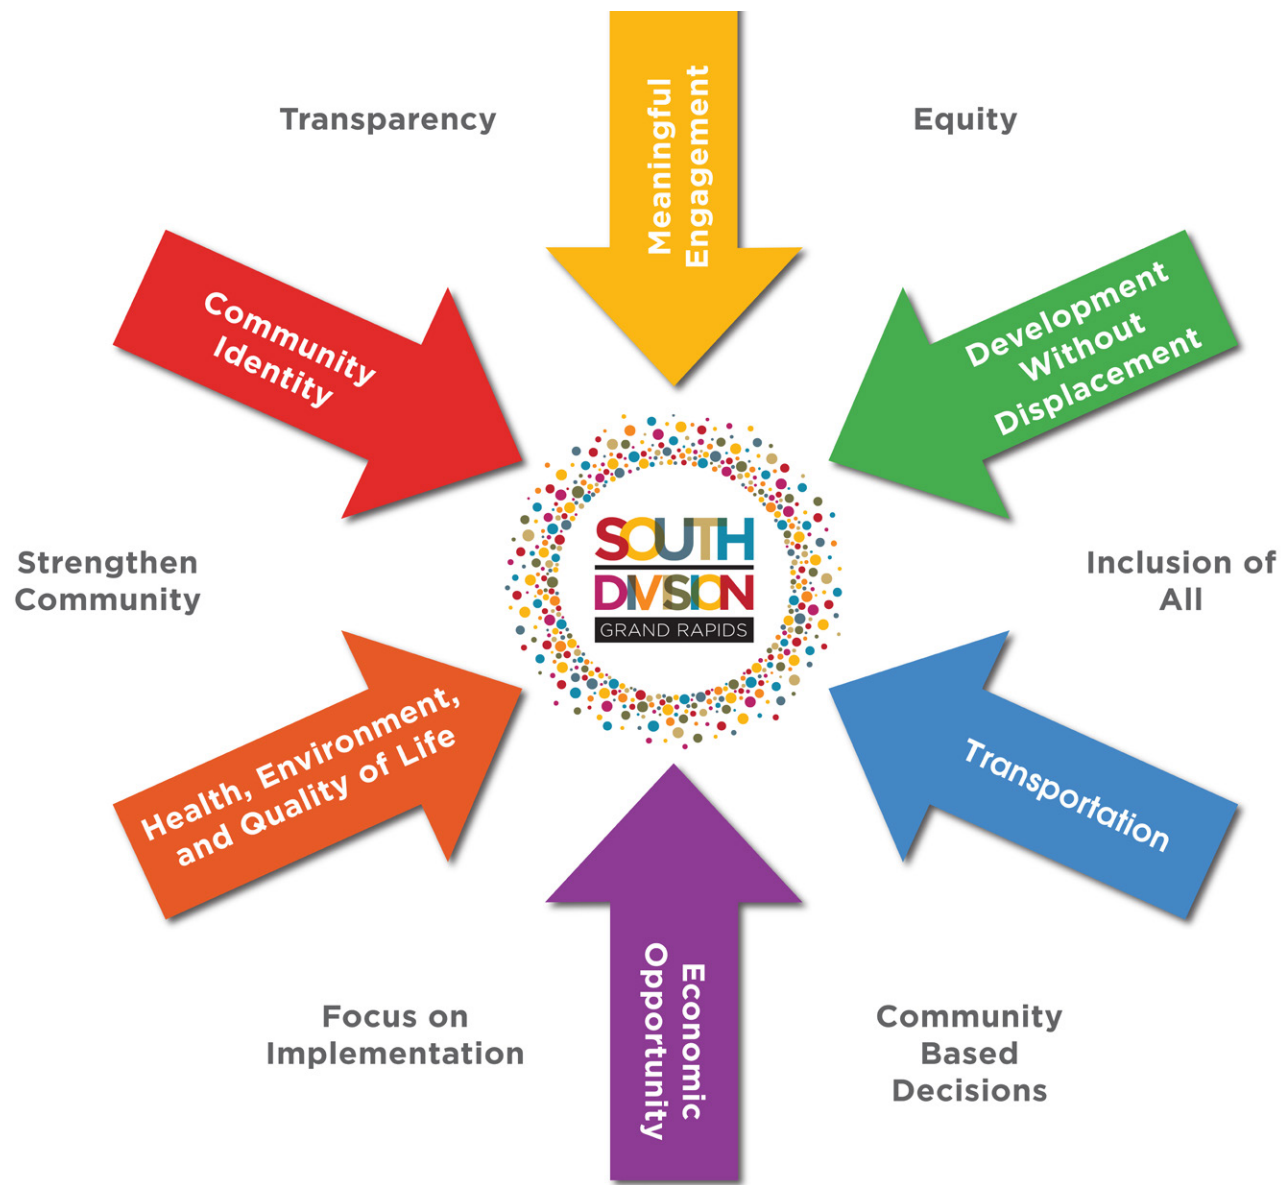 Meaningful
Engagement
Transparency
Equity
Community
Identity
Development
Without
Displacement
SOUTH
DIVISION
GRAND RAPIDS
Strengthen
Community
Inclusion of
All
Health, Environment,
and Quality of Life
Transportation
Economic
Opportunity
Focus on
Implementation
Community
Based
Decisions